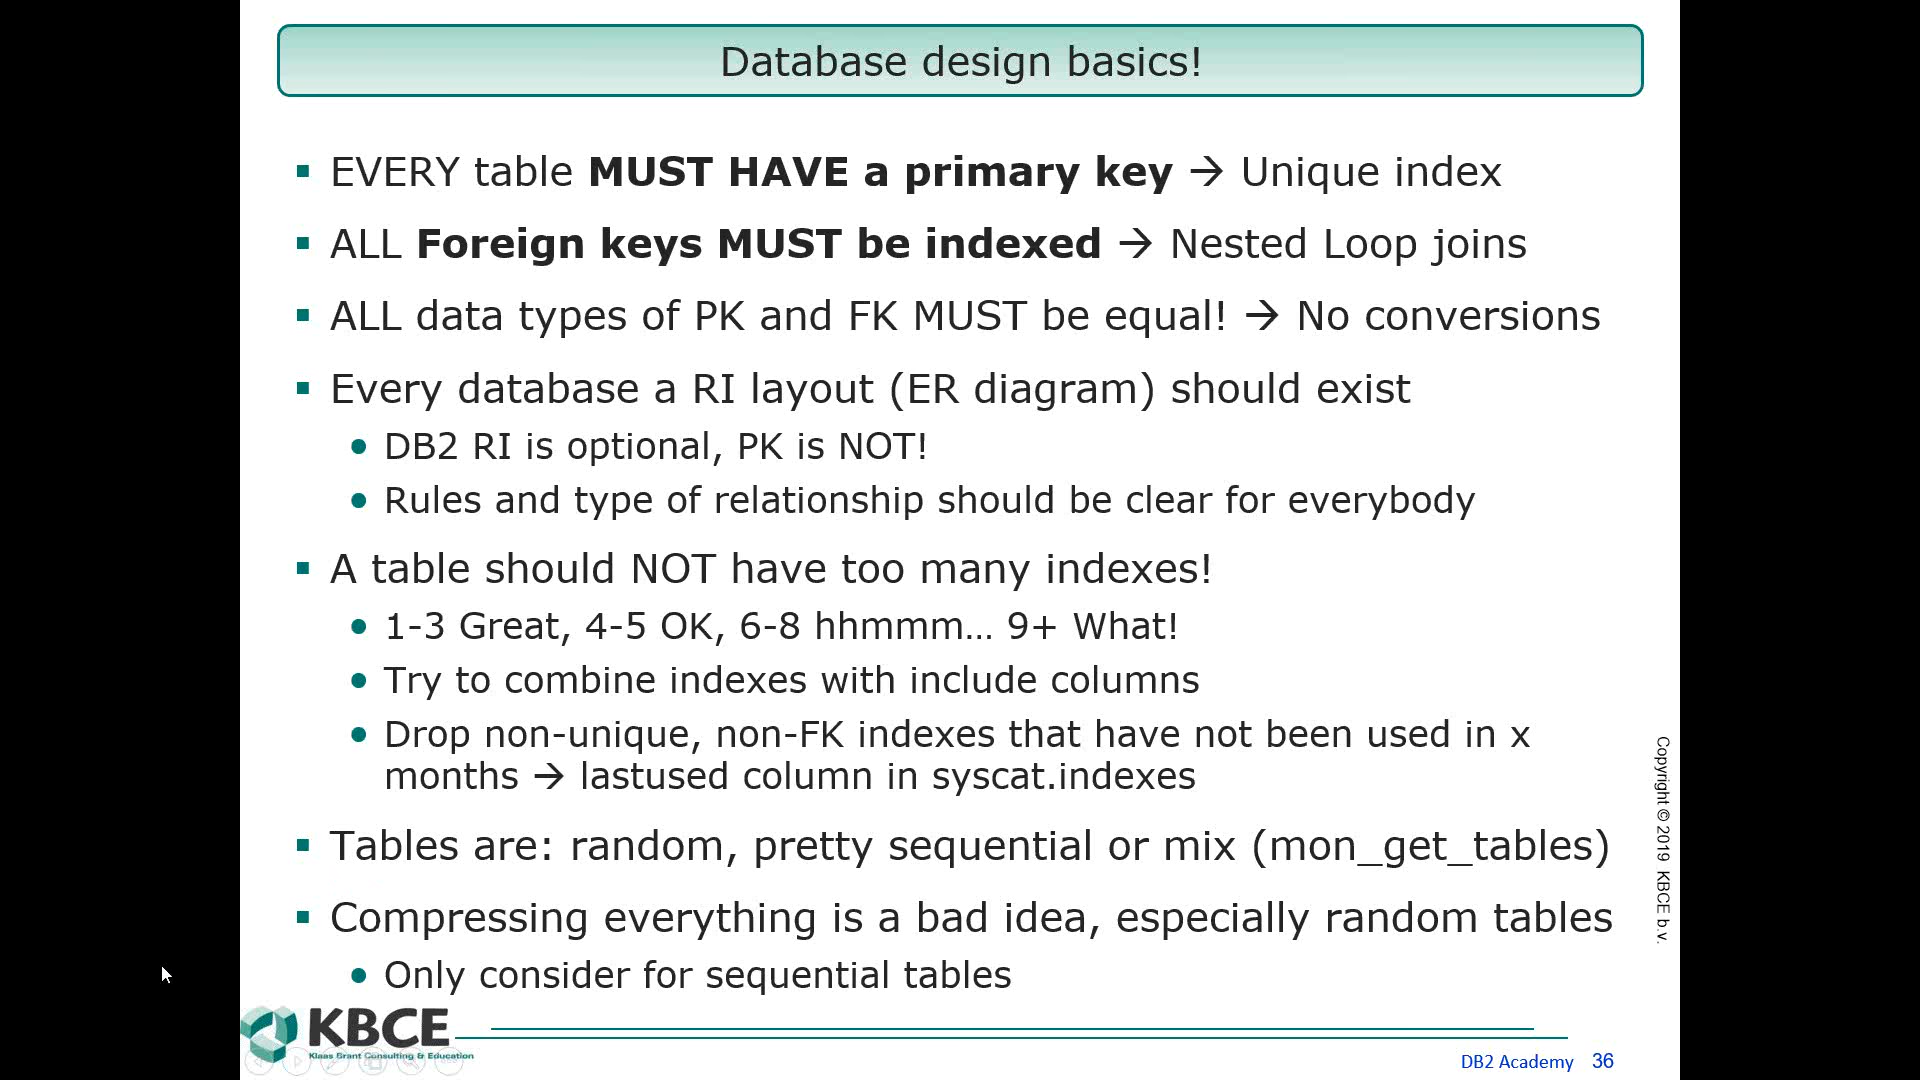 Database design basics!
EVERY table MUST HAVE a primary key → Unique index
ALL Foreign keys MUST be indexed → Nested Loop joins
ALL data types of PK and FK MUST be equal! → No conversions
Every database a RI layout (ER diagram) should exist
DB2 RI is optional, PK is NOT!
Rules and type of relationship should be clear for everybody
A table should NOT have too many indexes!
1-3 Great, 4-5 OK, 6-8 hhmmm... 9+ What!
Try to combine indexes with include columns
Drop non-unique, non-FK indexes that have not been used in x
months → lastused column in syscat.indexes
Tables are: random, pretty sequential or mix (mon_get_tables)
Compressing everything is a bad idea, especially random tables
Only consider for sequential tables
Copyright © 2019 KBCE b.v.
KBCE
Klaas Brant Consulting & Education
DB2 Academy 36